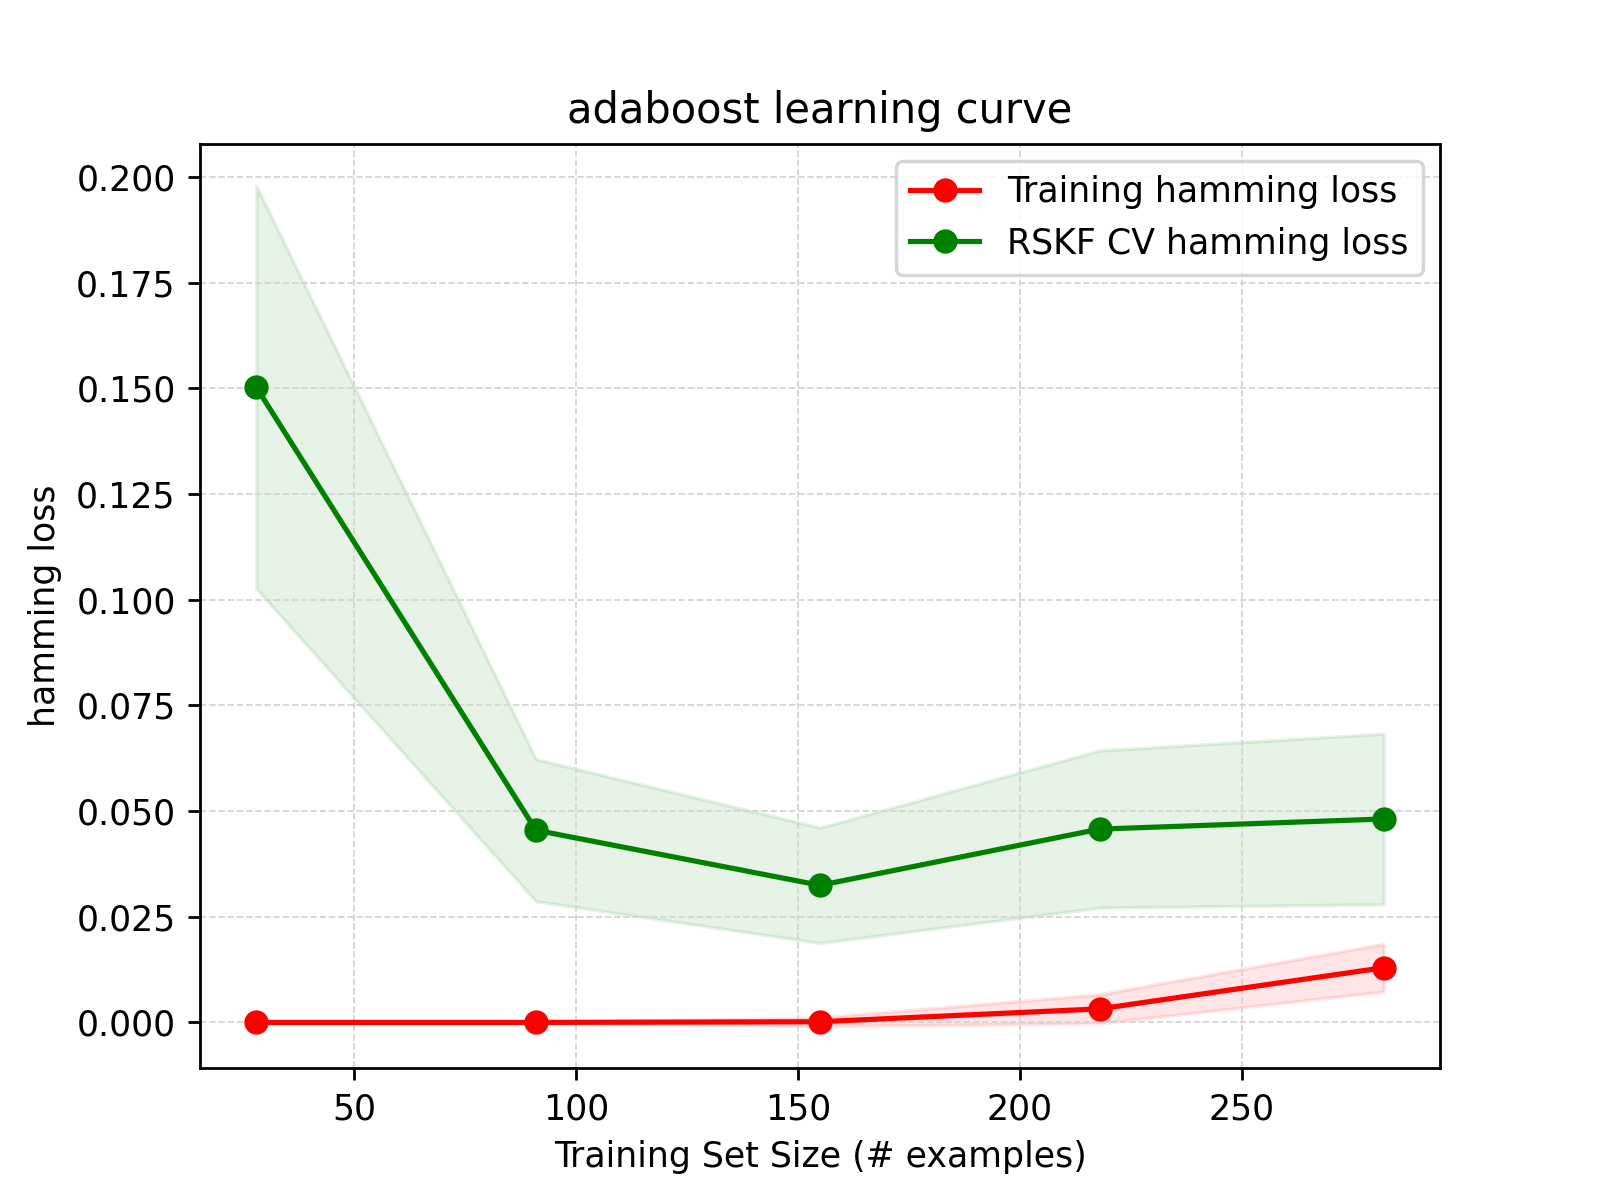 adaboost learning curve
Training hamming loss
RSKF CV hamming loss
hamming loss
0.200
0.175
0.150
0.125
0.100
0.075
0.050
0.025
0.000
50 100 150 200 250
Training Set Size (# examples)